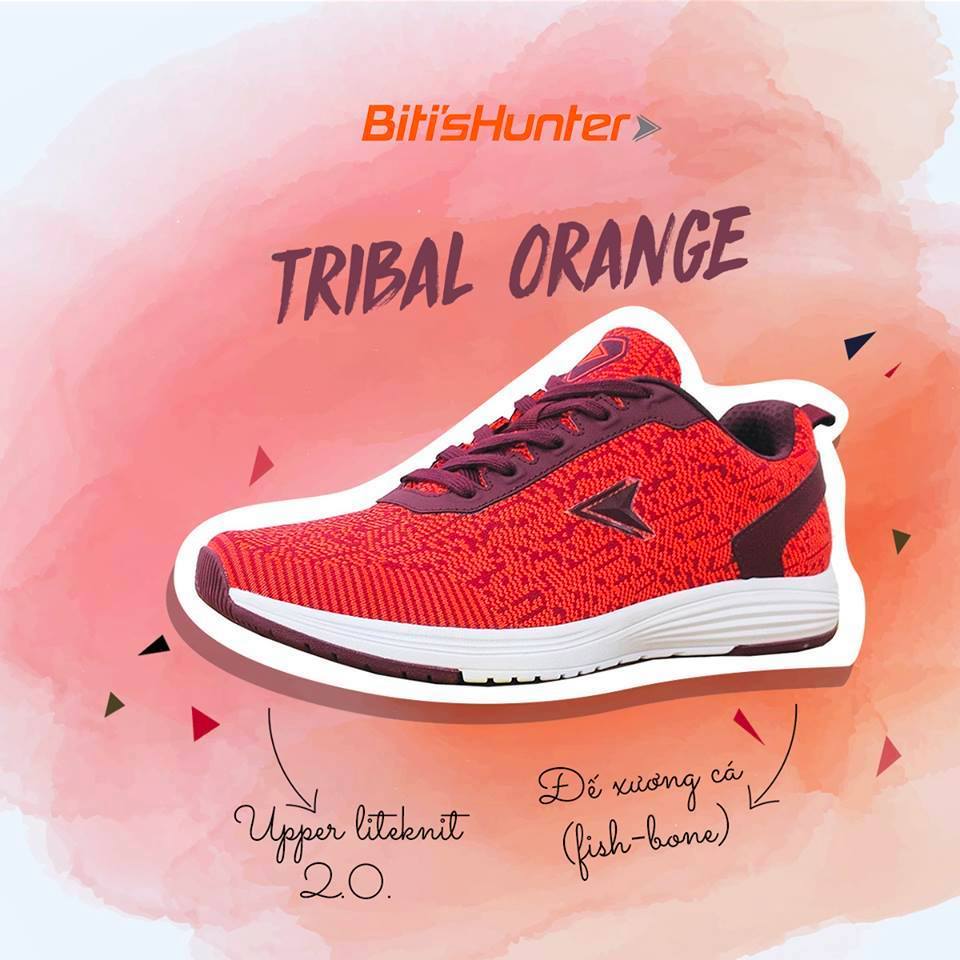 Biti'sHunter
TRIBAL ORANGE
Upper liteknit
2.0.
Đế xương cá
(fish-bone)